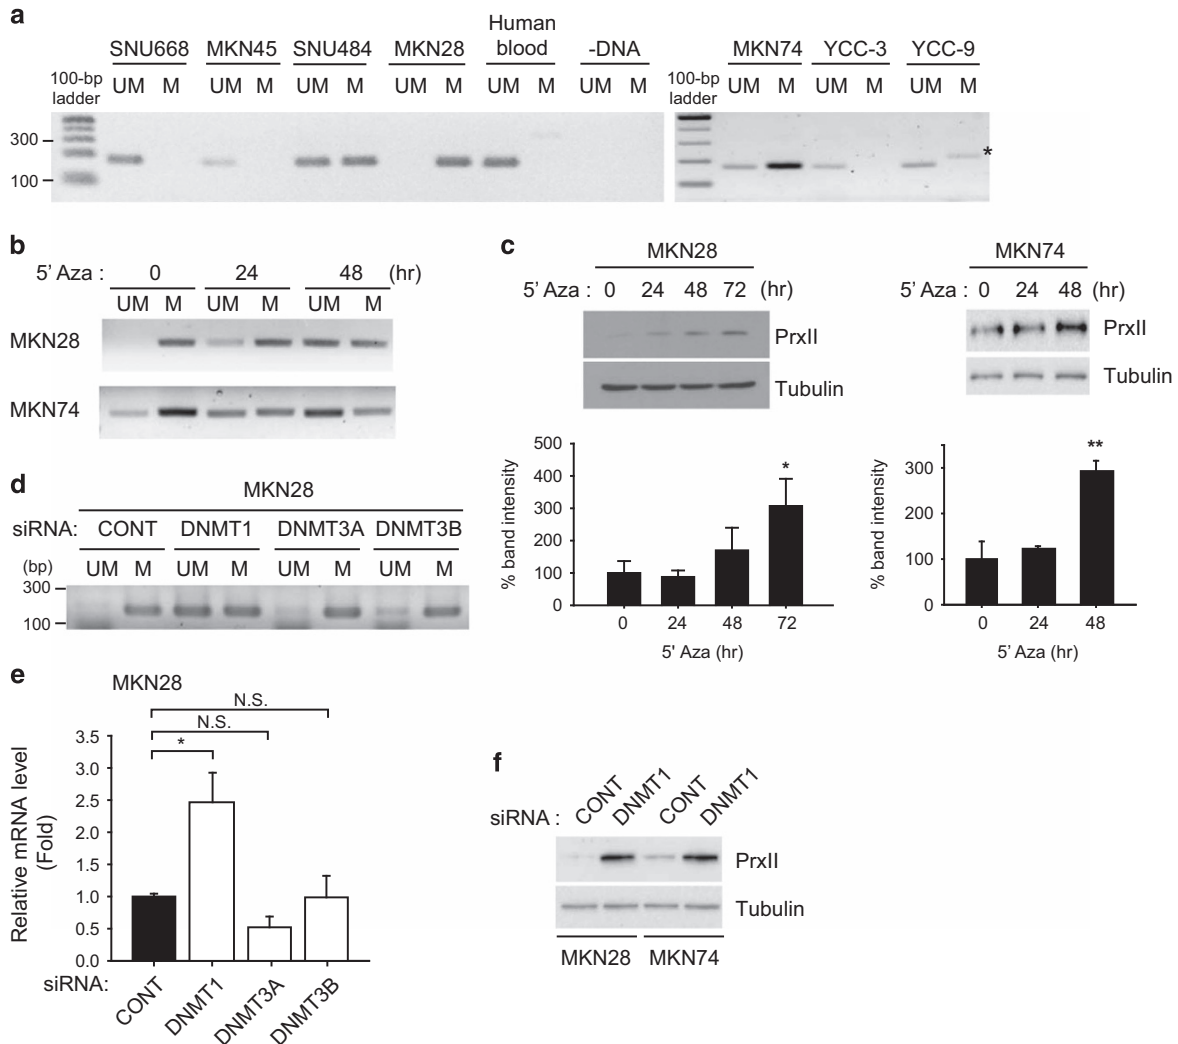 a
SNU668 MKN45 SNU484 MKN28 Human blood -DNA MKN74 YCC-3 YCC-9
100-bp ladder UM M UM M UM M UM M UM M UM M 100-bp ladder UM M UM M UM M
300
100
*
b
5' Aza : 0 24 48 (hr)
UM M UM M UM M
MKN28
MKN74
c
MKN28
5' Aza : 0 24 48 72 (hr)
PrxII
Tubulin
% band intensity
500
400
300
200
100
0
*
0 24 48 72
5' Aza (hr)
MKN74
5' Aza : 0 24 48 (hr)
PrxII
Tubulin
% band intensity
300
200
100
0
**
0 24 48
5' Aza (hr)
d
MKN28
siRNA: CONT DNMT1 DNMT3A DNMT3B
(bp) UM M UM M UM M UM M
300
100
e
MKN28
N.S.
N.S.
*
Relative mRNA level
(Fold)
3.5
3.0
2.5
2.0
1.5
1.0
0.5
0.0
siRNA: CONT DNMT1 DNMT3A DNMT3B
f
siRNA : CONT DNMT1 CONT DNMT1
PrxII
Tubulin
MKN28 MKN74